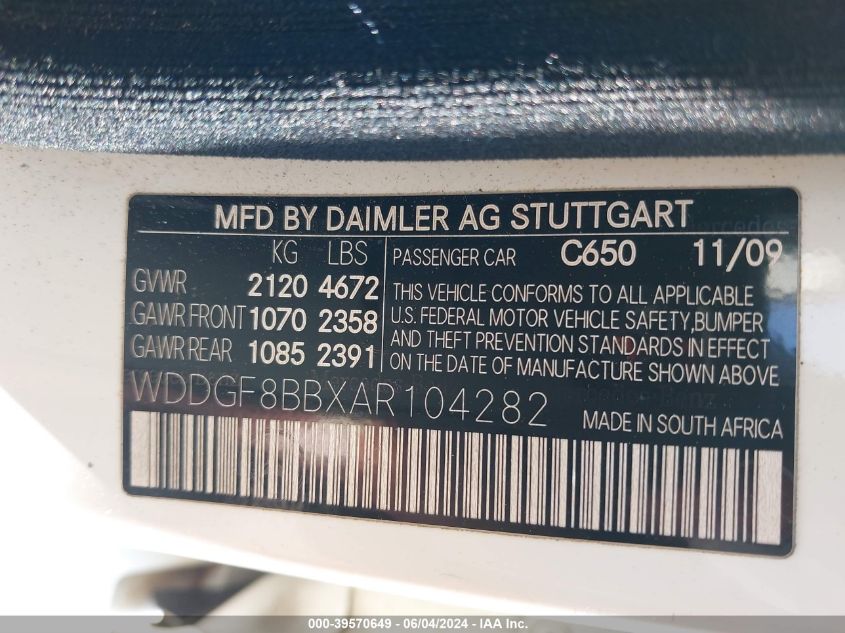 MFD BY DAIMLER AG STUTTGART
KG LBS
GVWR 2120 4672
GAWR FRONT 1070 2358
GAWR REAR 1085 2391
PASSENGER CAR C650 11/09
THIS VEHICLE CONFORMS TO ALL APPLICABLE
U.S. FEDERAL MOTOR VEHICLE SAFETY,BUMPER
AND THEFT PREVENTION STANDARDS IN EFFECT
ON THE DATE OF MANUFACTURE SHOWN ABOVE
WDDGF8BBXAR104282
MADE IN SOUTH AFRICA
000-39570649 - 06/04/2024 - IAA Inc.